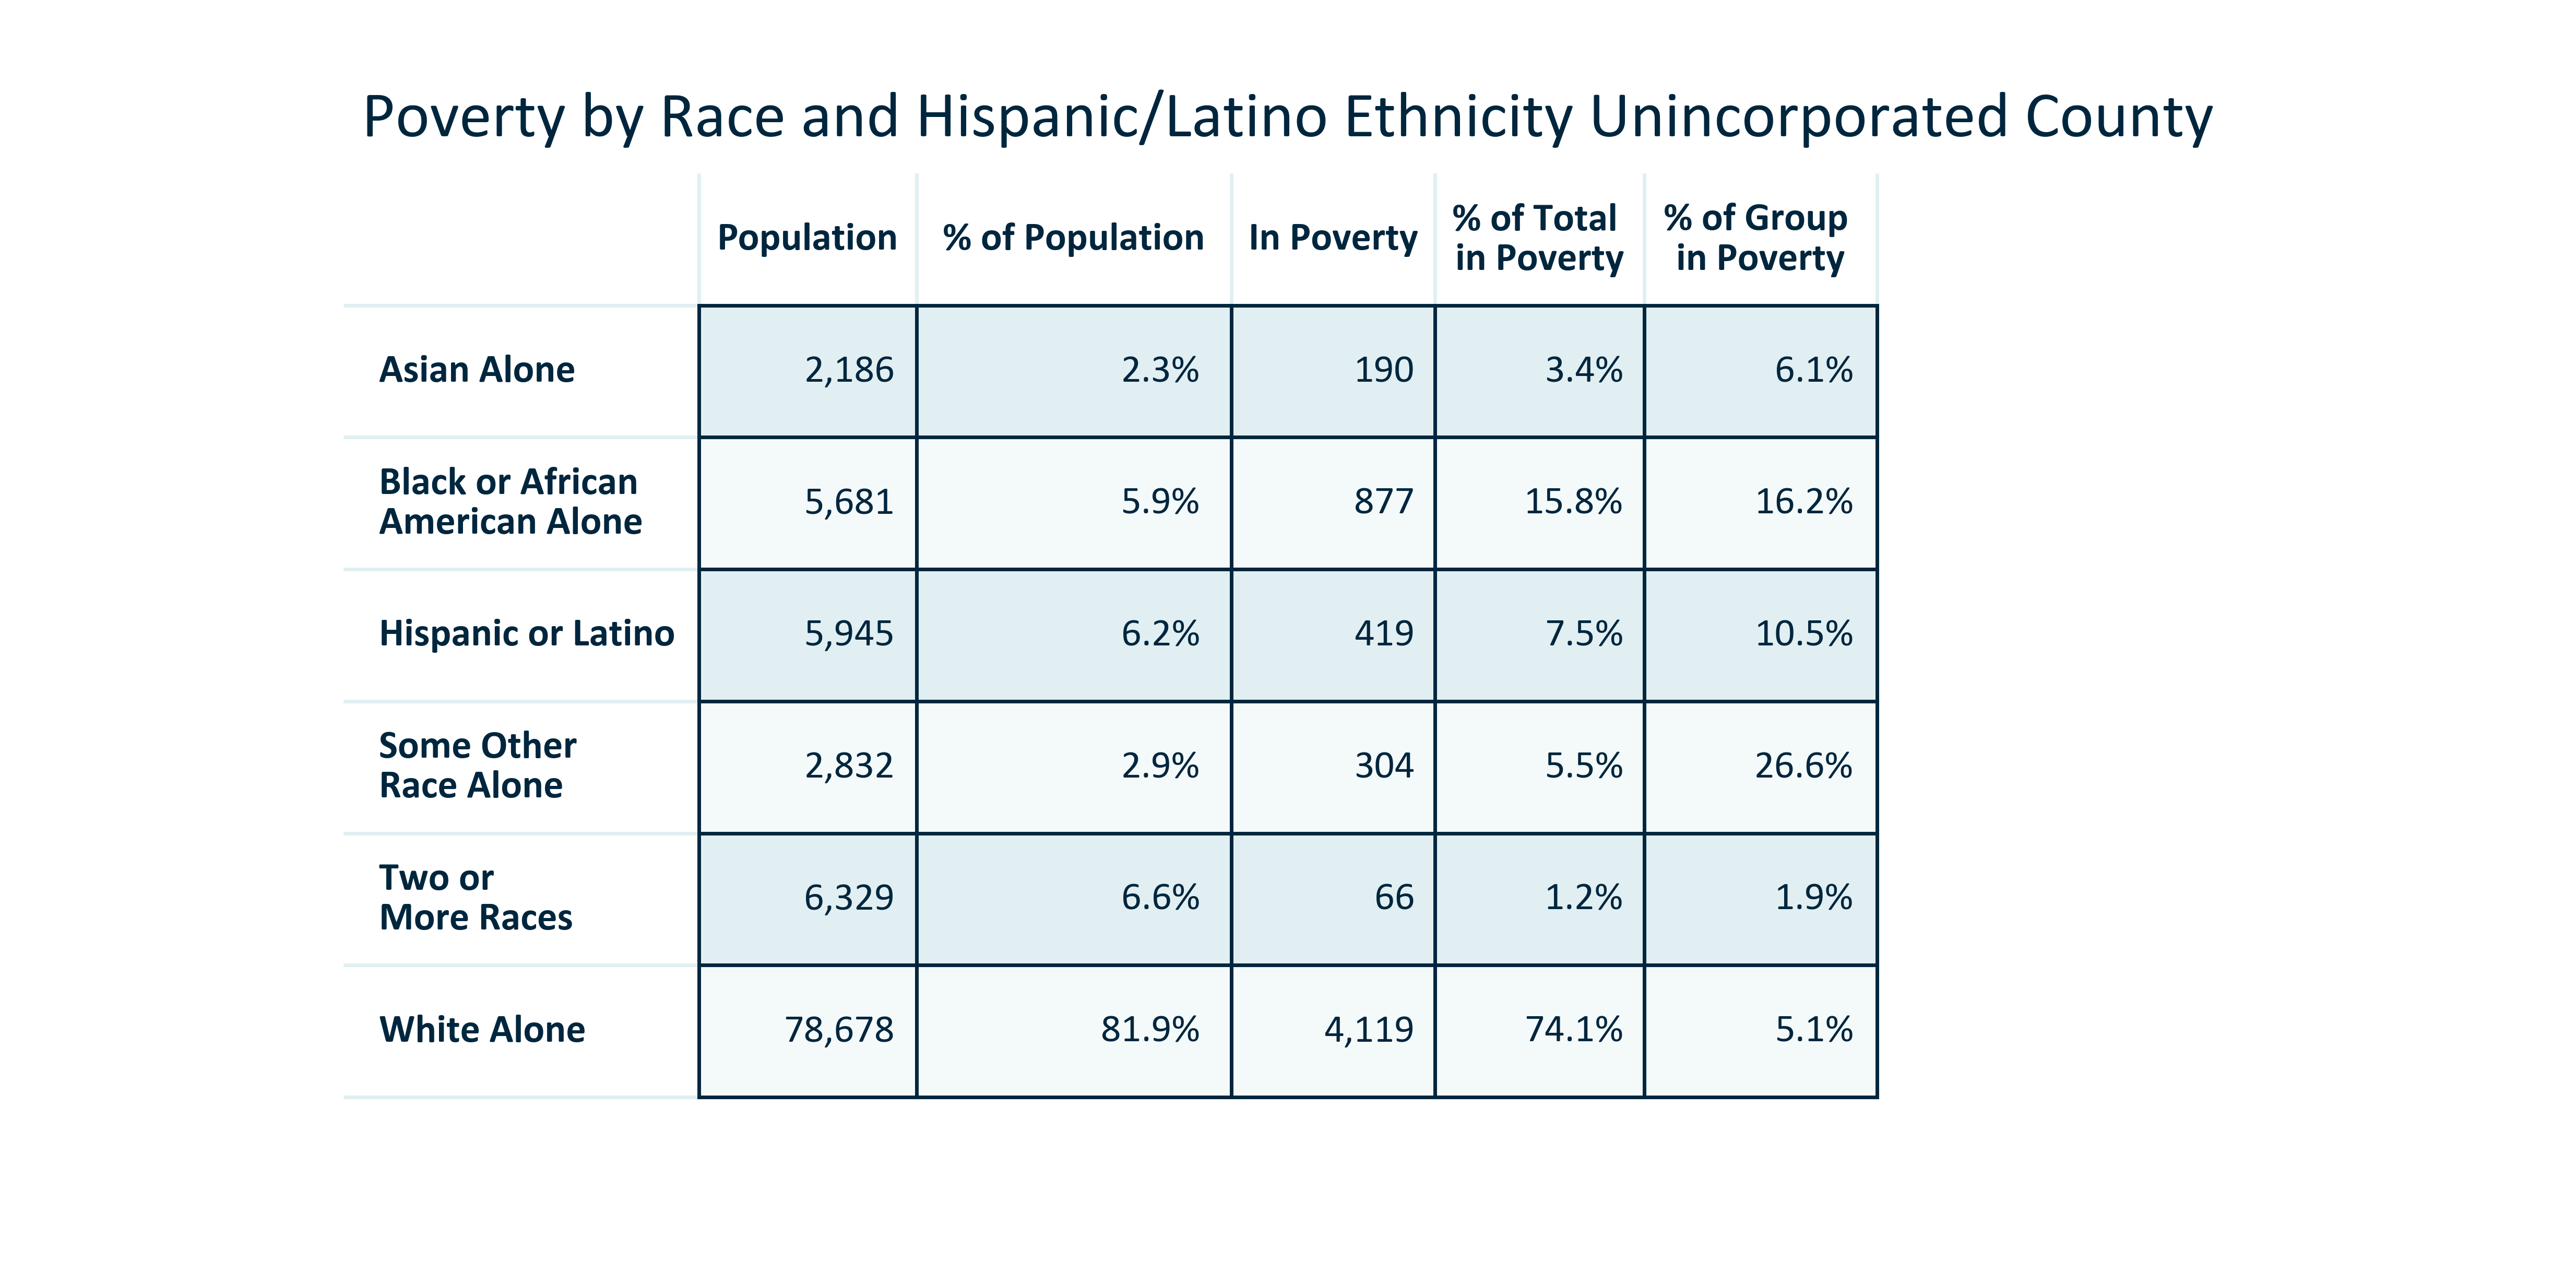 Poverty by Race and Hispanic/Latino Ethnicity Unincorporated County
Population % of Population In Poverty % of Total in Poverty % of Group in Poverty
Asian Alone 2,186 2.3% 190 3.4% 6.1%
Black or African American Alone 5,681 5.9% 877 15.8% 16.2%
Hispanic or Latino 5,945 6.2% 419 7.5% 10.5%
Some Other Race Alone 2,832 2.9% 304 5.5% 26.6%
Two or More Races 6,329 6.6% 66 1.2% 1.9%
White Alone 78,678 81.9% 4,119 74.1% 5.1%